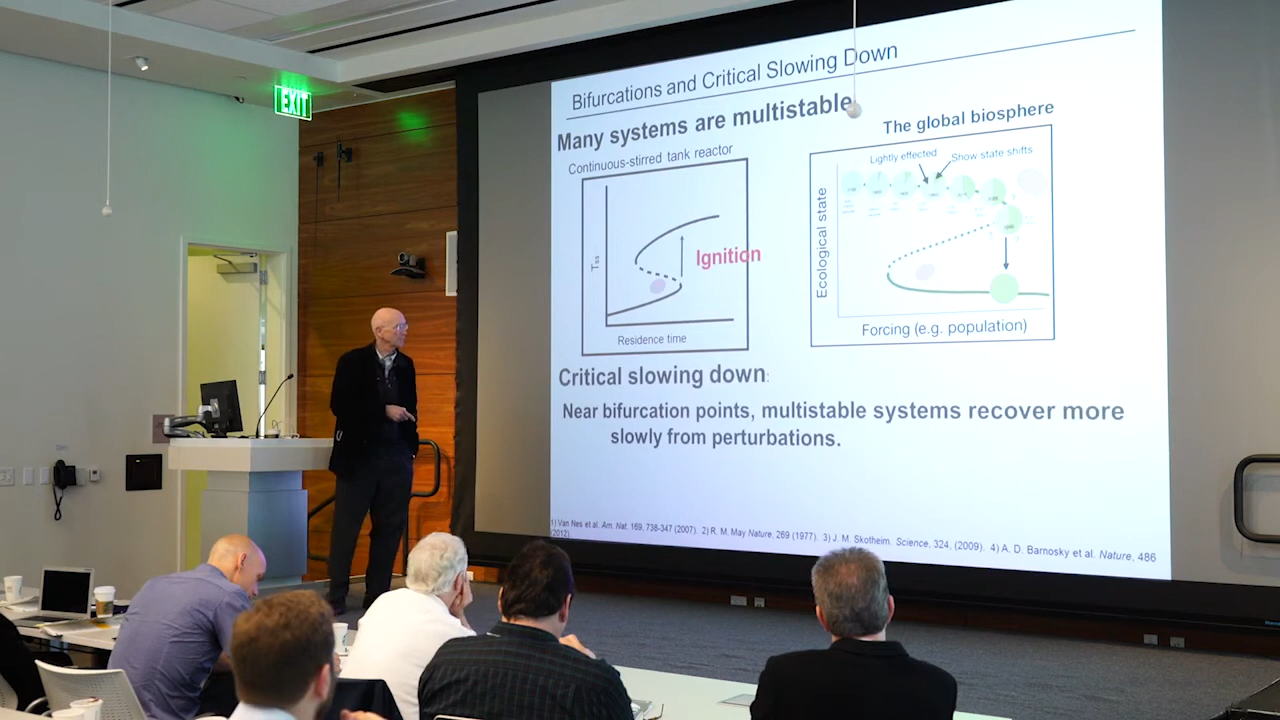 EXIT
Bifurcations and Critical Slowing Down
Many systems are multistable
Continuous-stirred tank reactor
Tss
Ignition
Residence time
The global biosphere
Lightly effected
Show state shifts
Ecological state
Forcing (e.g. population)
Critical slowing down:
Near bifurcation points, multistable systems recover more
slowly from perturbations.
1) Van Nes et al. Am. Nat. 169, 738-347 (2007). 2) R. M. May Nature, 269 (1977). 3) J. M. Skotheim. Science, 324, (2009). 4) A. D. Barnosky et al. Nature, 486
(2012).